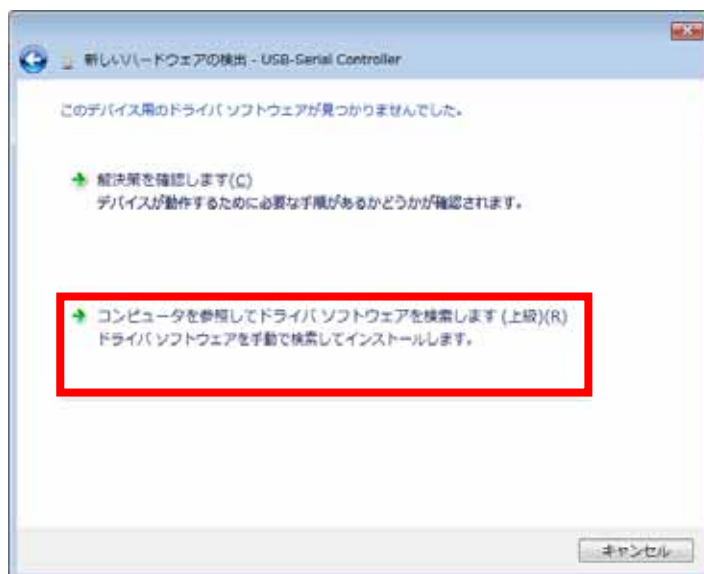 新しいハードウェアの検出 - USB-Serial Controller
このデバイス用のドライバ ソフトウェアが見つかりませんでした。
解決策を確認します(C)
デバイスが動作するために必要な手順があるかどうかが確認されます。
コンピュータを参照してドライバ ソフトウェアを検索します (上級)(R)
ドライバ ソフトウェアを手動で検索してインストールします。
キャンセル